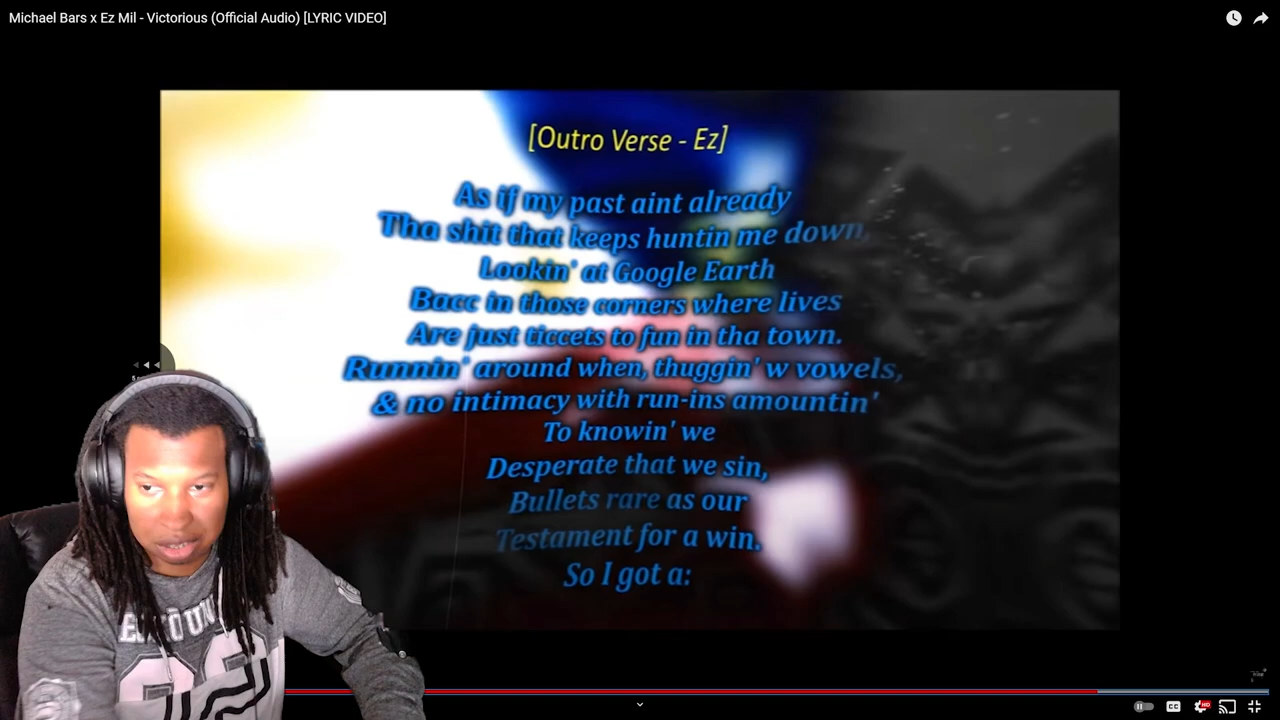 Michael Bars x Ez Mil - Victorious (Official Audio) [LYRIC VIDEO]
[Outro Verse - Ez]
As if my past aint already
Tha shit that keeps huntin me down,
Lookin' at Google Earth
Bacc in those corners where lives
Are just ticcets to fun in tha town.
Runnin' around when, thuggin' w vowels,
& no intimacy with run-ins amountin'
To knowin' we
Desperate that we sin,
Bullets rare as our
Testament for a win.
So I got a:
CC
HD